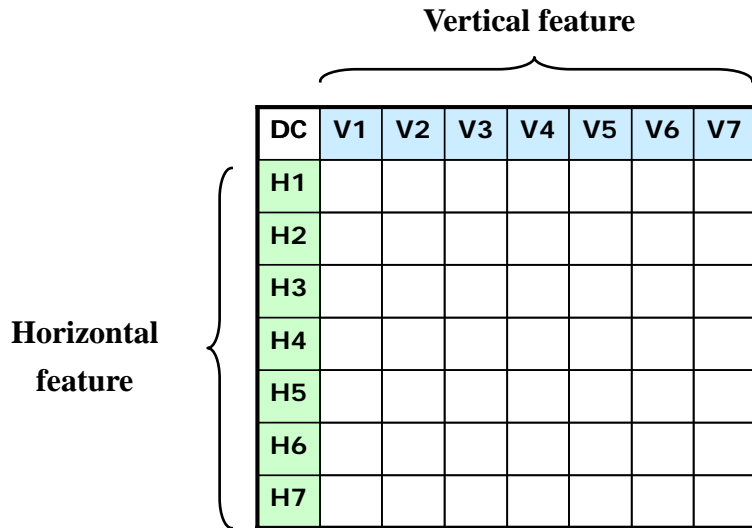 Vertical feature
DC V1 V2 V3 V4 V5 V6 V7
H1
H2
H3
Horizontal
feature
H4
H5
H6
H7